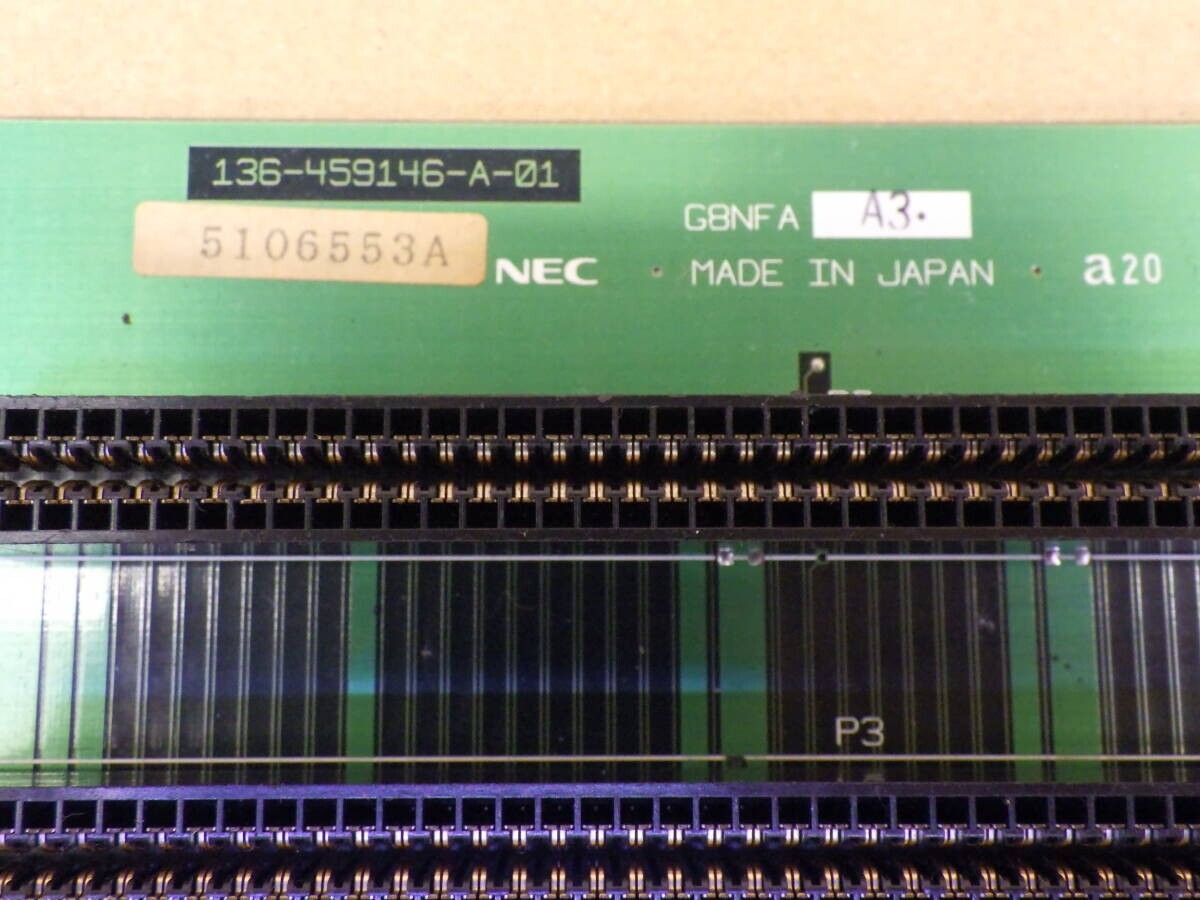 136-459146-A-01
5106553A
G8NFA A3.
NEC MADE IN JAPAN a20
P3